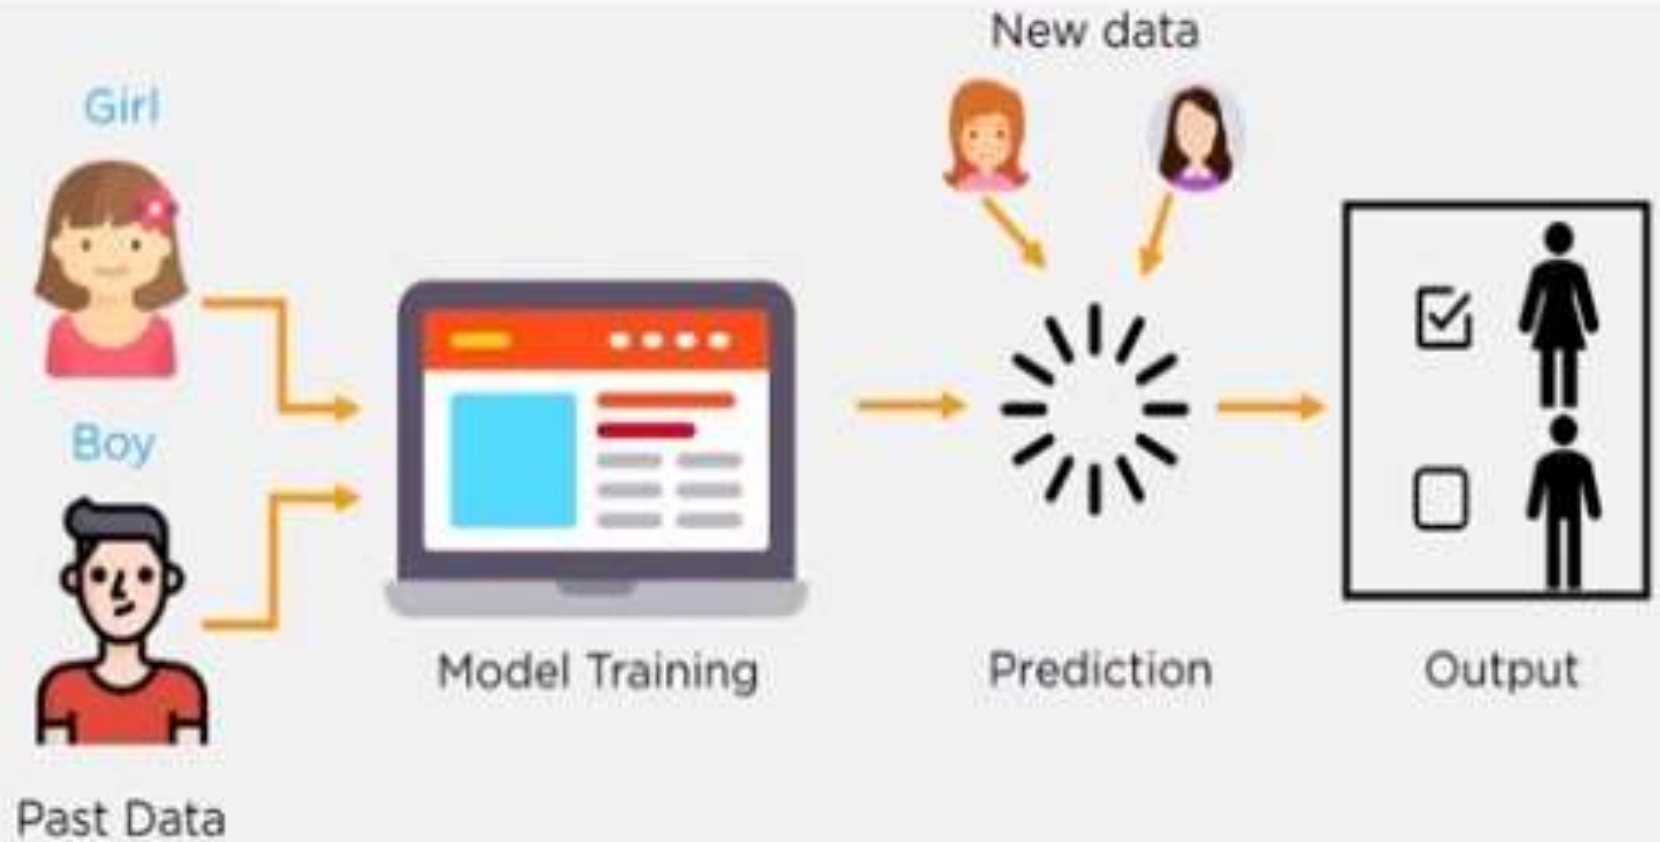 New data
Girl
Boy
Model Training
Prediction
Output
Past Data